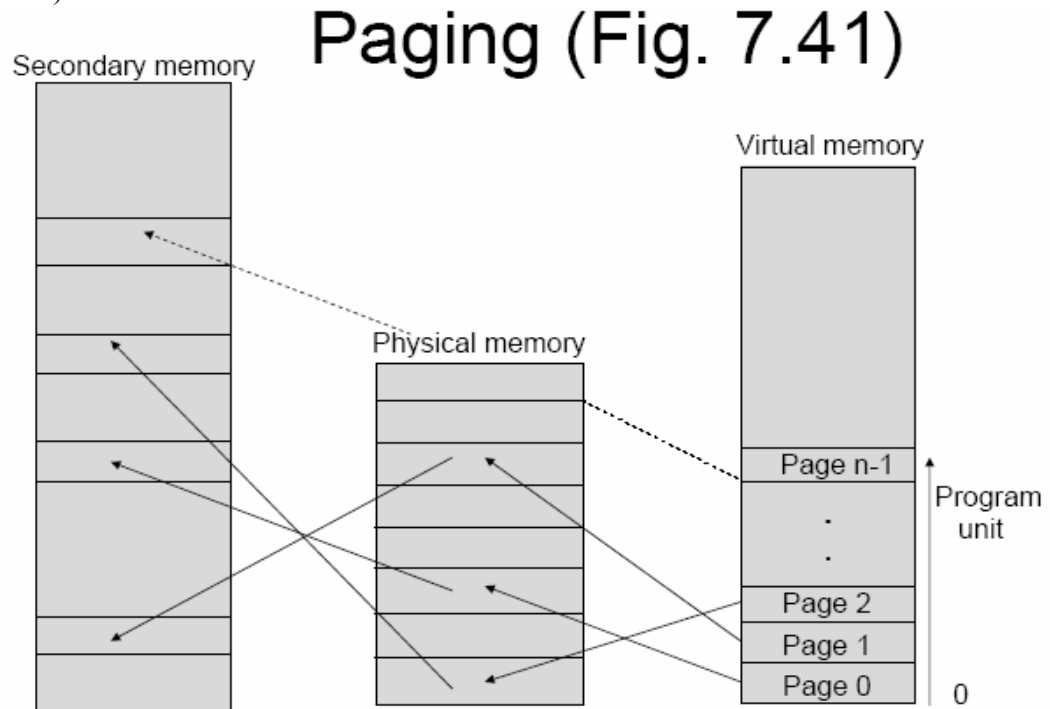 )
Paging (Fig. 7.41)
Secondary memory
Physical memory
Virtual memory
Page n-1
.
.
Page 2
Page 1
Page 0
Program
unit
0